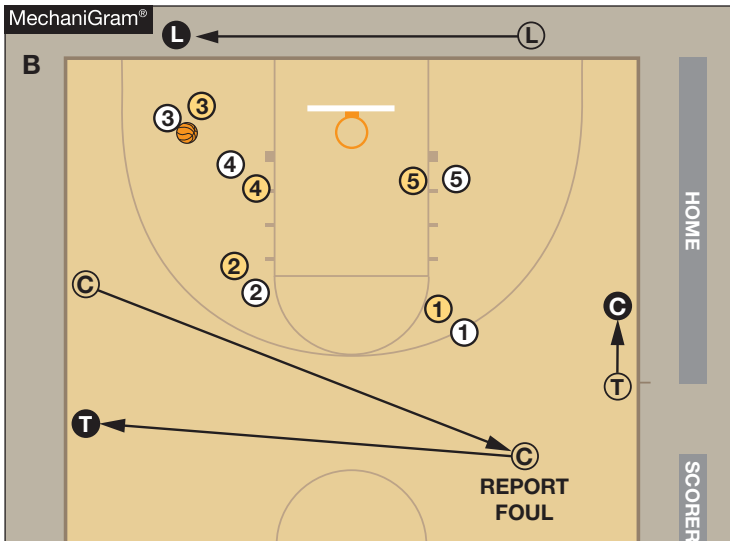 MechaniGram®
L
L
B
3
3
4
4
5
5
HOME
2
2
C
1
1
C
T
T
C
REPORT
FOUL
SCORER